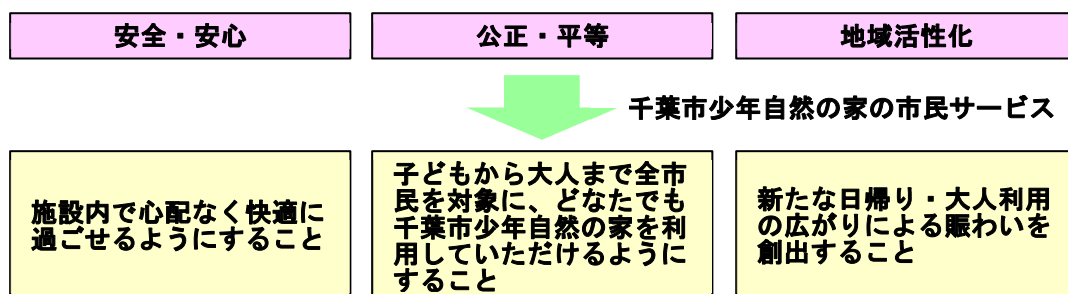 安全・安心
公正・平等
地域活性化
千葉市少年自然の家の市民サービス
施設内で心配なく快適に
過ごせるようにすること
子どもから大人まで全市
民を対象に、どなたでも
千葉市少年自然の家を利
用していただけるように
すること
新たな日帰り・大人利用
の広がりによる賑わいを
創出すること